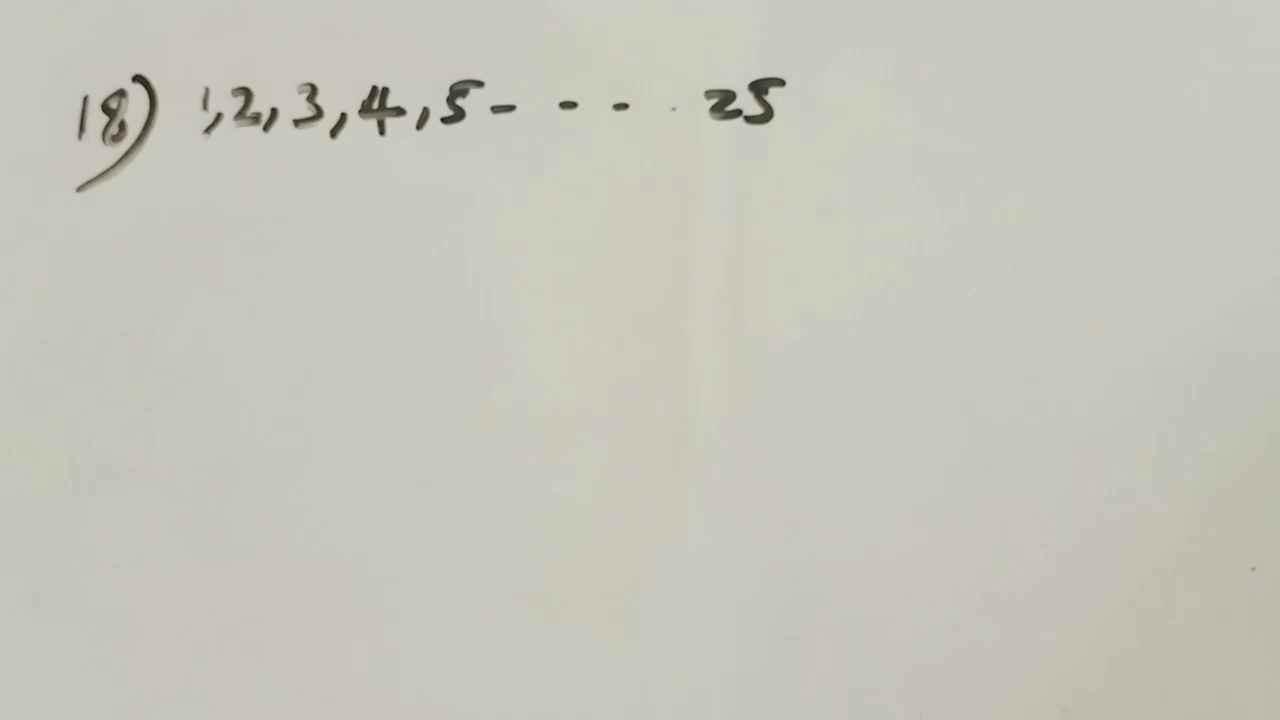 18) 1,2,3,4,5- - - . 25